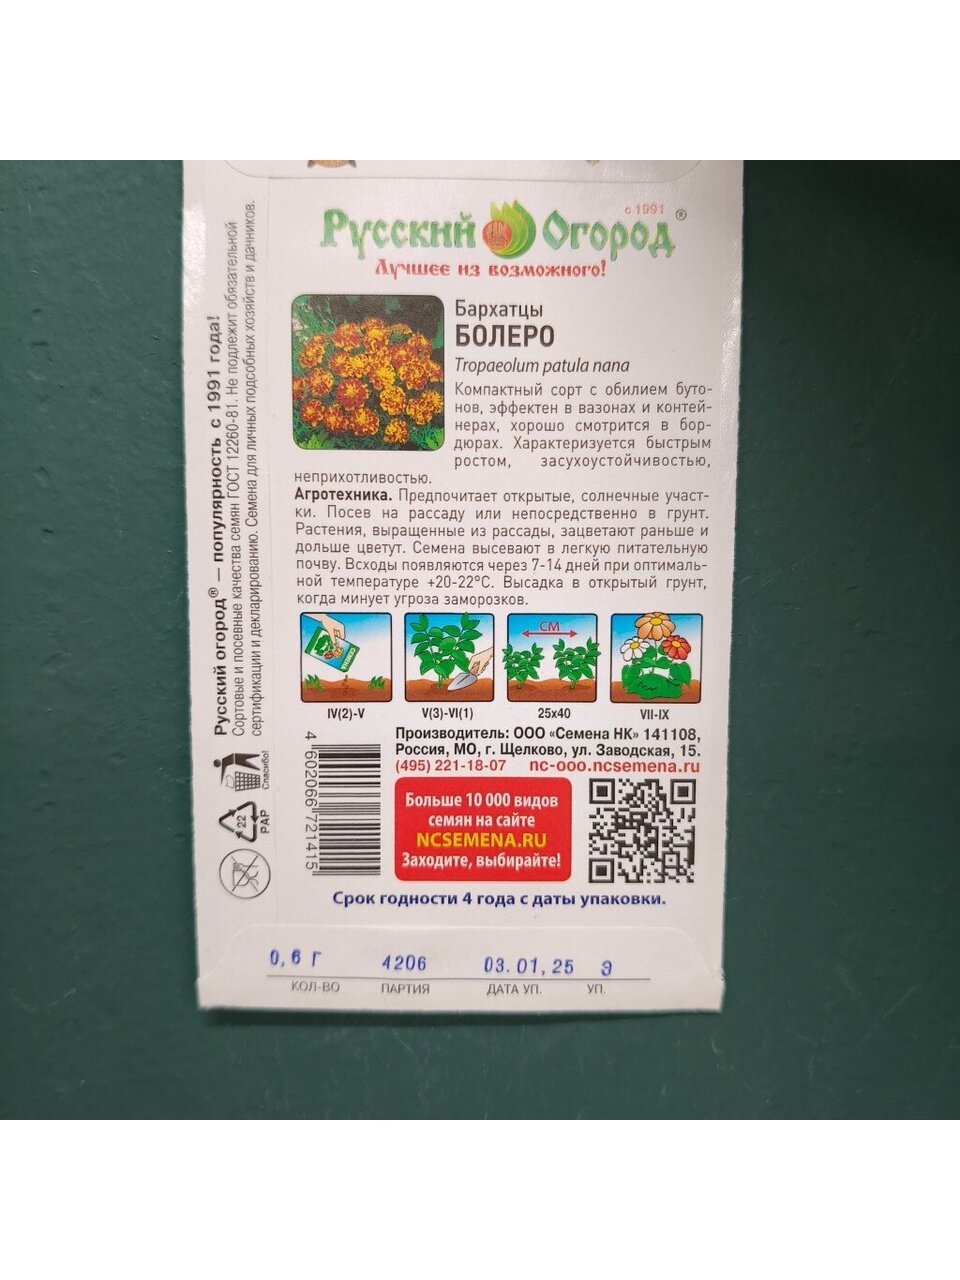 с 1991
Русский Огород®
Лучшее из возможного!
Бархатцы
БОЛЕРО
Tropaeolum patula nana
Компактный сорт с обилием буто-
нов, эффектен в вазонах и контей-
нерах, хорошо смотрится в бор-
дюрах. Характеризуется быстрым
ростом, засухоустойчивостью,
неприхотливостью.
Агротехника. Предпочитает открытые, солнечные участ-
ки. Посев на рассаду или непосредственно в грунт.
Растения, выращенные из рассады, зацветают раньше и
дольше цветут. Семена высевают в легкую питательную
почву. Всходы появляются через 7-14 дней при оптималь-
ной температуре +20-22°С. Высадка в открытый грунт,
когда минует угроза заморозков.
СЕМЕНА
СМ
IV(2)-V
V(3)-VI(1)
25х40
VII-IX
Производитель: ООО «Семена НК» 141108,
Россия, МО, г. Щелково, ул. Заводская, 15.
(495) 221-18-07 nc-ooo.ncsemena.ru
4 602066 721415
Больше 10 000 видов
семян на сайте
NCSEMENA.RU
Заходите, выбирайте!
Срок годности 4 года с даты упаковки.
0,6 Г 4206 03.01,25 Э
КОЛ-ВО ПАРТИЯ ДАТА УП. УП.
Русский огород® — популярность с 1991 года!
Сортовые и посевные качества семян ГОСТ 12260-81. Не подлежит обязательной
сертификации и декларированию. Семена для личных подсобных хозяйств и дачников.
Спасибо!
22
PAP